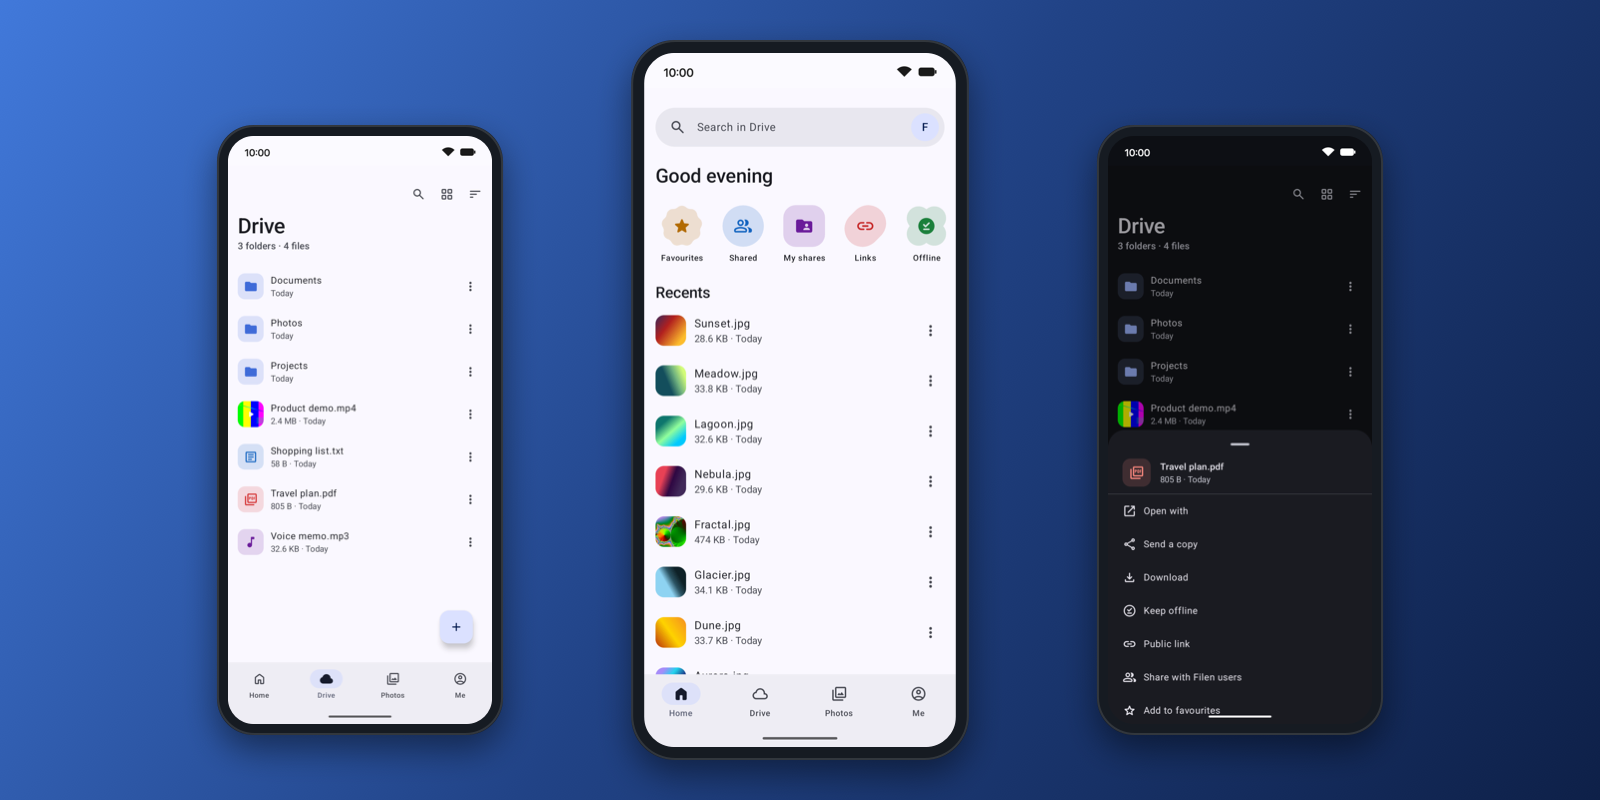 10:00
Drive
3 folders · 4 files
Documents
Today
Photos
Today
Projects
Today
Product demo.mp4
2.4 MB · Today
Shopping list.txt
58 B · Today
Travel plan.pdf
805 B · Today
Voice memo.mp3
32.6 KB · Today
+
Home Drive Photos Me
10:00
Search in Drive F
Good evening
Favourites Shared My shares Links Offline
Recents
Sunset.jpg
28.6 KB · Today
Meadow.jpg
33.8 KB · Today
Lagoon.jpg
32.6 KB · Today
Nebula.jpg
29.6 KB · Today
Fractal.jpg
474 KB · Today
Glacier.jpg
34.1 KB · Today
Dune.jpg
33.7 KB · Today
Home Drive Photos Me
10:00
Drive
3 folders · 4 files
Documents
Today
Photos
Today
Projects
Today
Product demo.mp4
2.4 MB · Today
Travel plan.pdf
805 B · Today
Open with
Send a copy
Download
Keep offline
Public link
Share with Filen users
Add to favourites